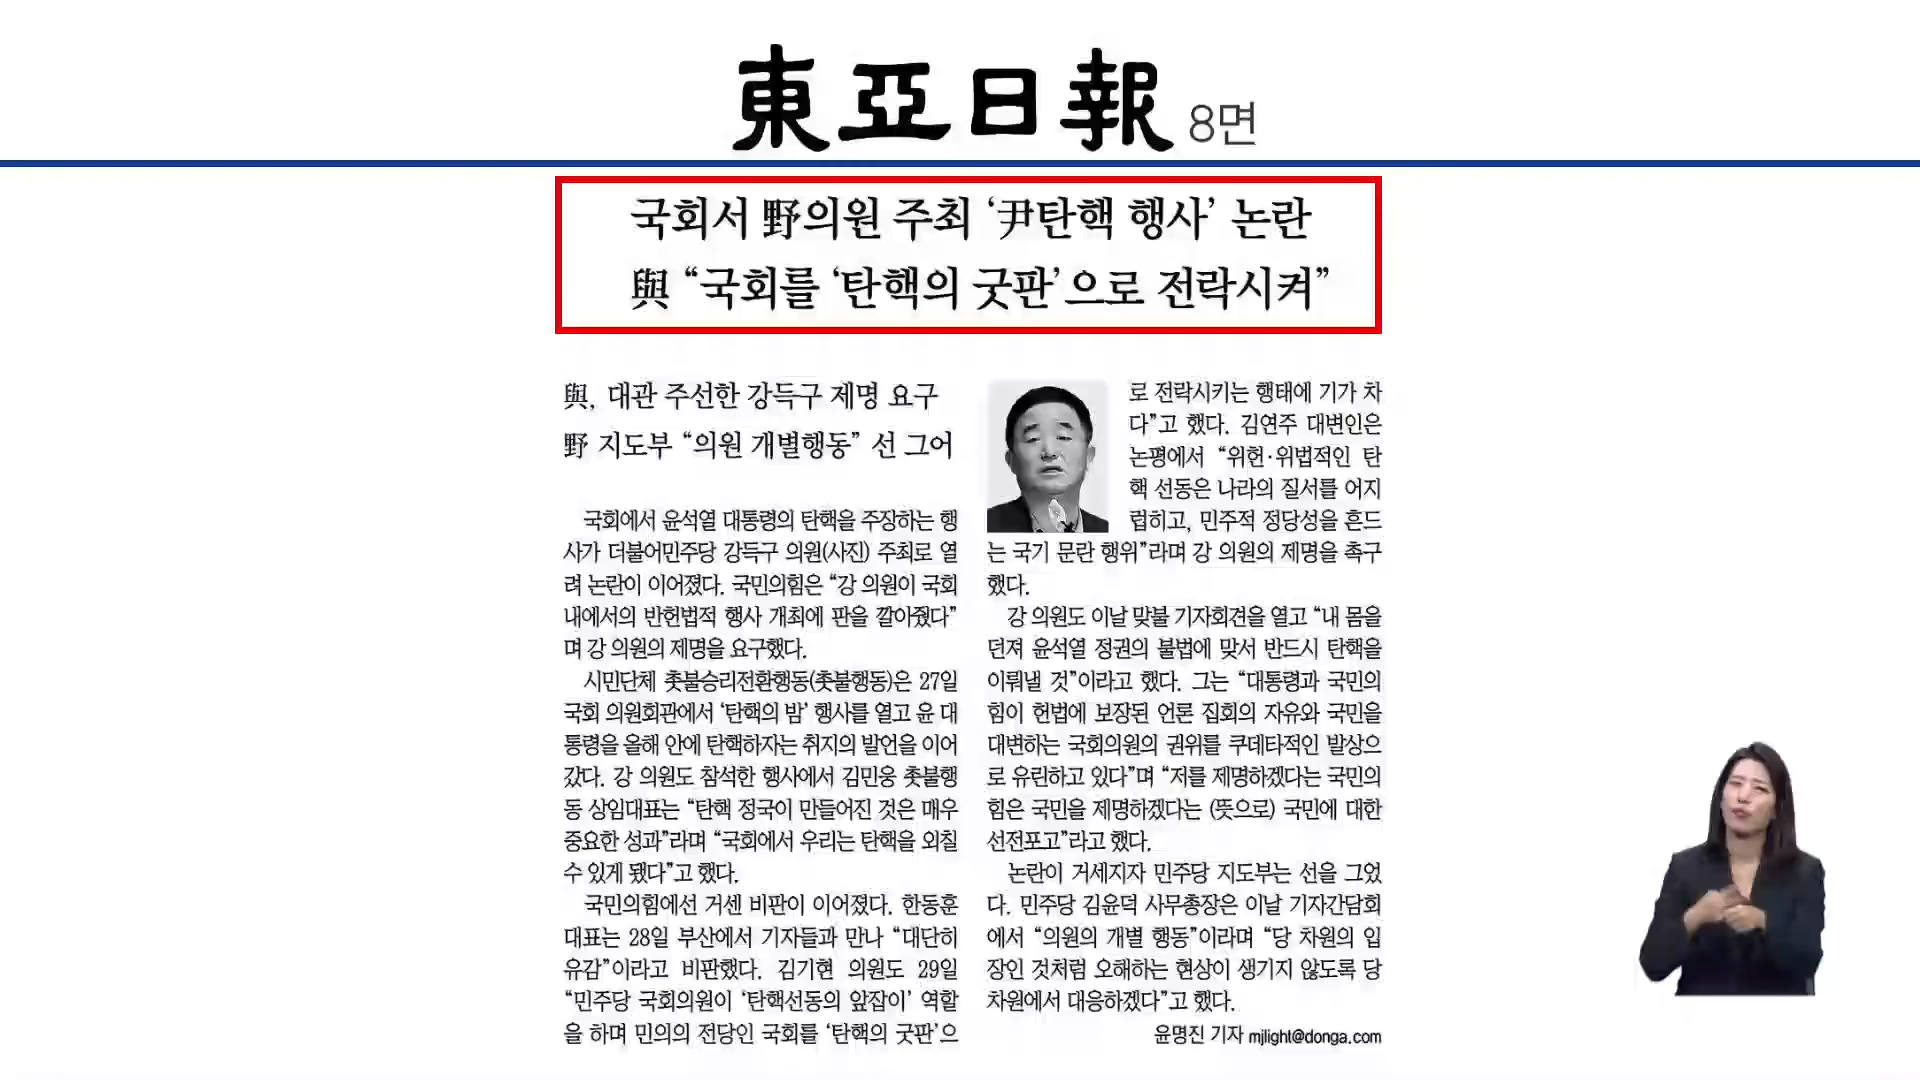 東亞日報 8면
국회서 野의원 주최 ‘尹탄핵 행사’ 논란
與 “국회를 ‘탄핵의 굿판’으로 전락시켜”
與, 대관 주선한 강득구 제명 요구
野 지도부 “의원 개별행동” 선 그어
국회에서 윤석열 대통령의 탄핵을 주장하는 행
사가 더불어민주당 강득구 의원(사진) 주최로 열
려 논란이 이어졌다. 국민의힘은 “강 의원이 국회
내에서의 반헌법적 행사 개최에 판을 깔아줬다”
며 강 의원의 제명을 요구했다.
시민단체 촛불승리전환행동(촛불행동)은 27일
국회 의원회관에서 ‘탄핵의 밤’ 행사를 열고 윤 대
통령을 올해 안에 탄핵하자는 취지의 발언을 이어
갔다. 강 의원도 참석한 행사에서 김민웅 촛불행
동 상임대표는 “탄핵 정국이 만들어진 것은 매우
중요한 성과”라며 “국회에서 우리는 탄핵을 외칠
수 있게 됐다”고 했다.
국민의힘에선 거센 비판이 이어졌다. 한동훈
대표는 28일 부산에서 기자들과 만나 “대단히
유감”이라고 비판했다. 김기현 의원도 29일
“민주당 국회의원이 ‘탄핵선동의 앞잡이’ 역할
을 하며 민의의 전당인 국회를 ‘탄핵의 굿판’으
로 전락시키는 행태에 기가 차
다”고 했다. 김연주 대변인은
논평에서 “위헌·위법적인 탄
핵 선동은 나라의 질서를 어지
럽히고, 민주적 정당성을 흔드
는 국기 문란 행위”라며 강 의원의 제명을 촉구
했다.
강 의원도 이날 맞불 기자회견을 열고 “내 몸을
던져 윤석열 정권의 불법에 맞서 반드시 탄핵을
이뤄낼 것”이라고 했다. 그는 “대통령과 국민의
힘이 헌법에 보장된 언론 집회의 자유와 국민을
대변하는 국회의원의 권위를 쿠데타적인 발상으
로 유린하고 있다”며 “저를 제명하겠다는 국민의
힘은 국민을 제명하겠다는 (뜻으로) 국민에 대한
선전포고”라고 했다.
논란이 거세지자 민주당 지도부는 선을 그었
다. 민주당 김윤덕 사무총장은 이날 기자간담회
에서 “의원의 개별 행동”이라며 “당 차원의 입
장인 것처럼 오해하는 현상이 생기지 않도록 당
차원에서 대응하겠다”고 했다.
윤명진 기자 mjlight@donga.com